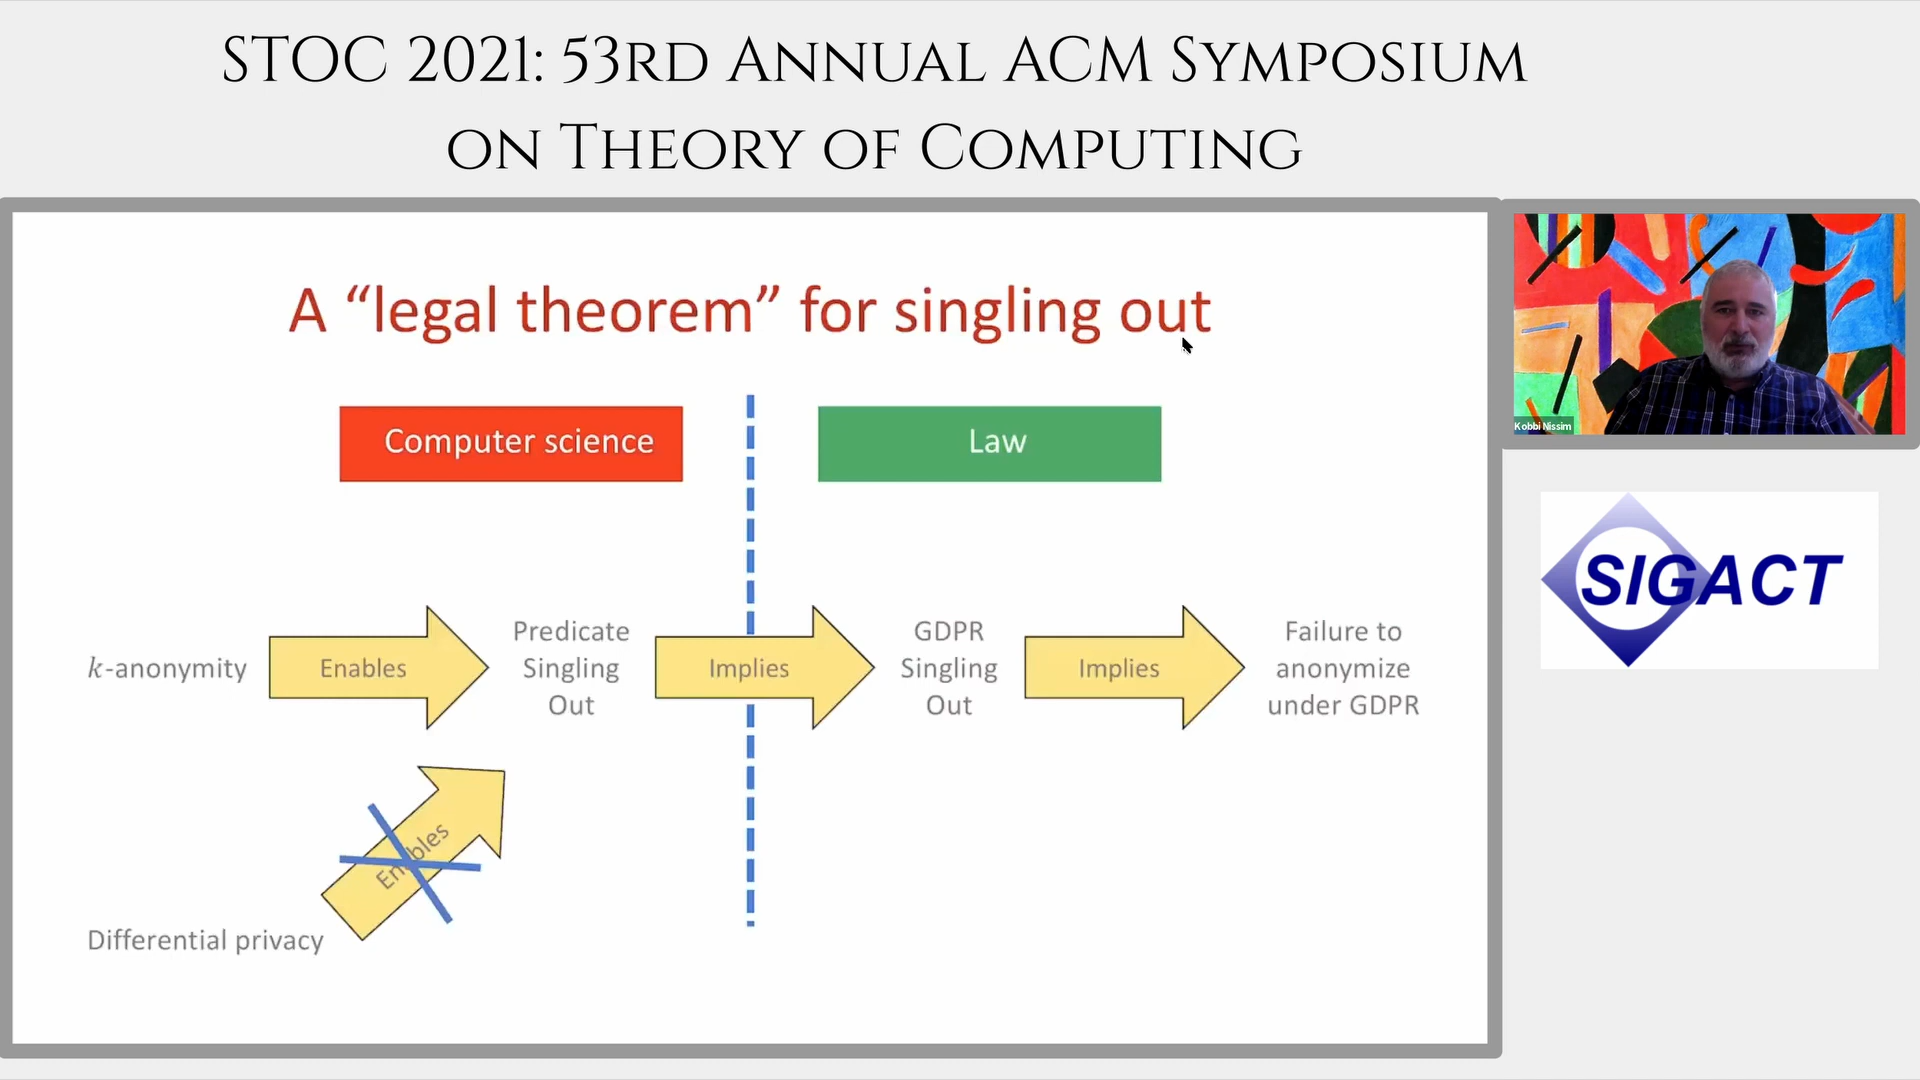 STOC 2021: 53rd Annual ACM Symposium
on Theory of Computing
A “legal theorem” for singling out
Computer science
Law
k-anonymity
Enables
Predicate
Singling
Out
Implies
GDPR
Singling
Out
Implies
Failure to
anonymize
under GDPR
Enables
Differential privacy
Kobbi Nissim
SIGACT